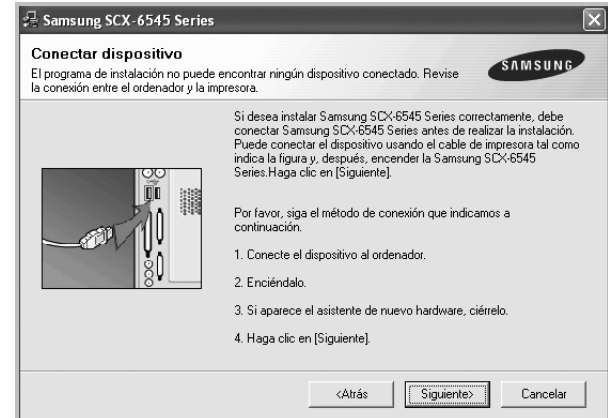 Samsung SCX-6545 Series
Conectar dispositivo
El programa de instalación no puede encontrar ningún dispositivo conectado. Revise
la conexión entre el ordenador y la impresora.
SAMSUNG
Si desea instalar Samsung SCX-6545 Series correctamente, debe
conectar Samsung SCX-6545 Series antes de realizar la instalación.
Puede conectar el dispositivo usando el cable de impresora tal como
indica la figura y, después, encender la Samsung SCX-6545
Series.Haga clic en [Siguiente].
Por favor, siga el método de conexión que indicamos a
continuación.
1. Conecte el dispositivo al ordenador.
2. Enciéndalo.
3. Si aparece el asistente de nuevo hardware, ciérrelo.
4. Haga clic en [Siguiente].
<Atrás
Siguiente>
Cancelar